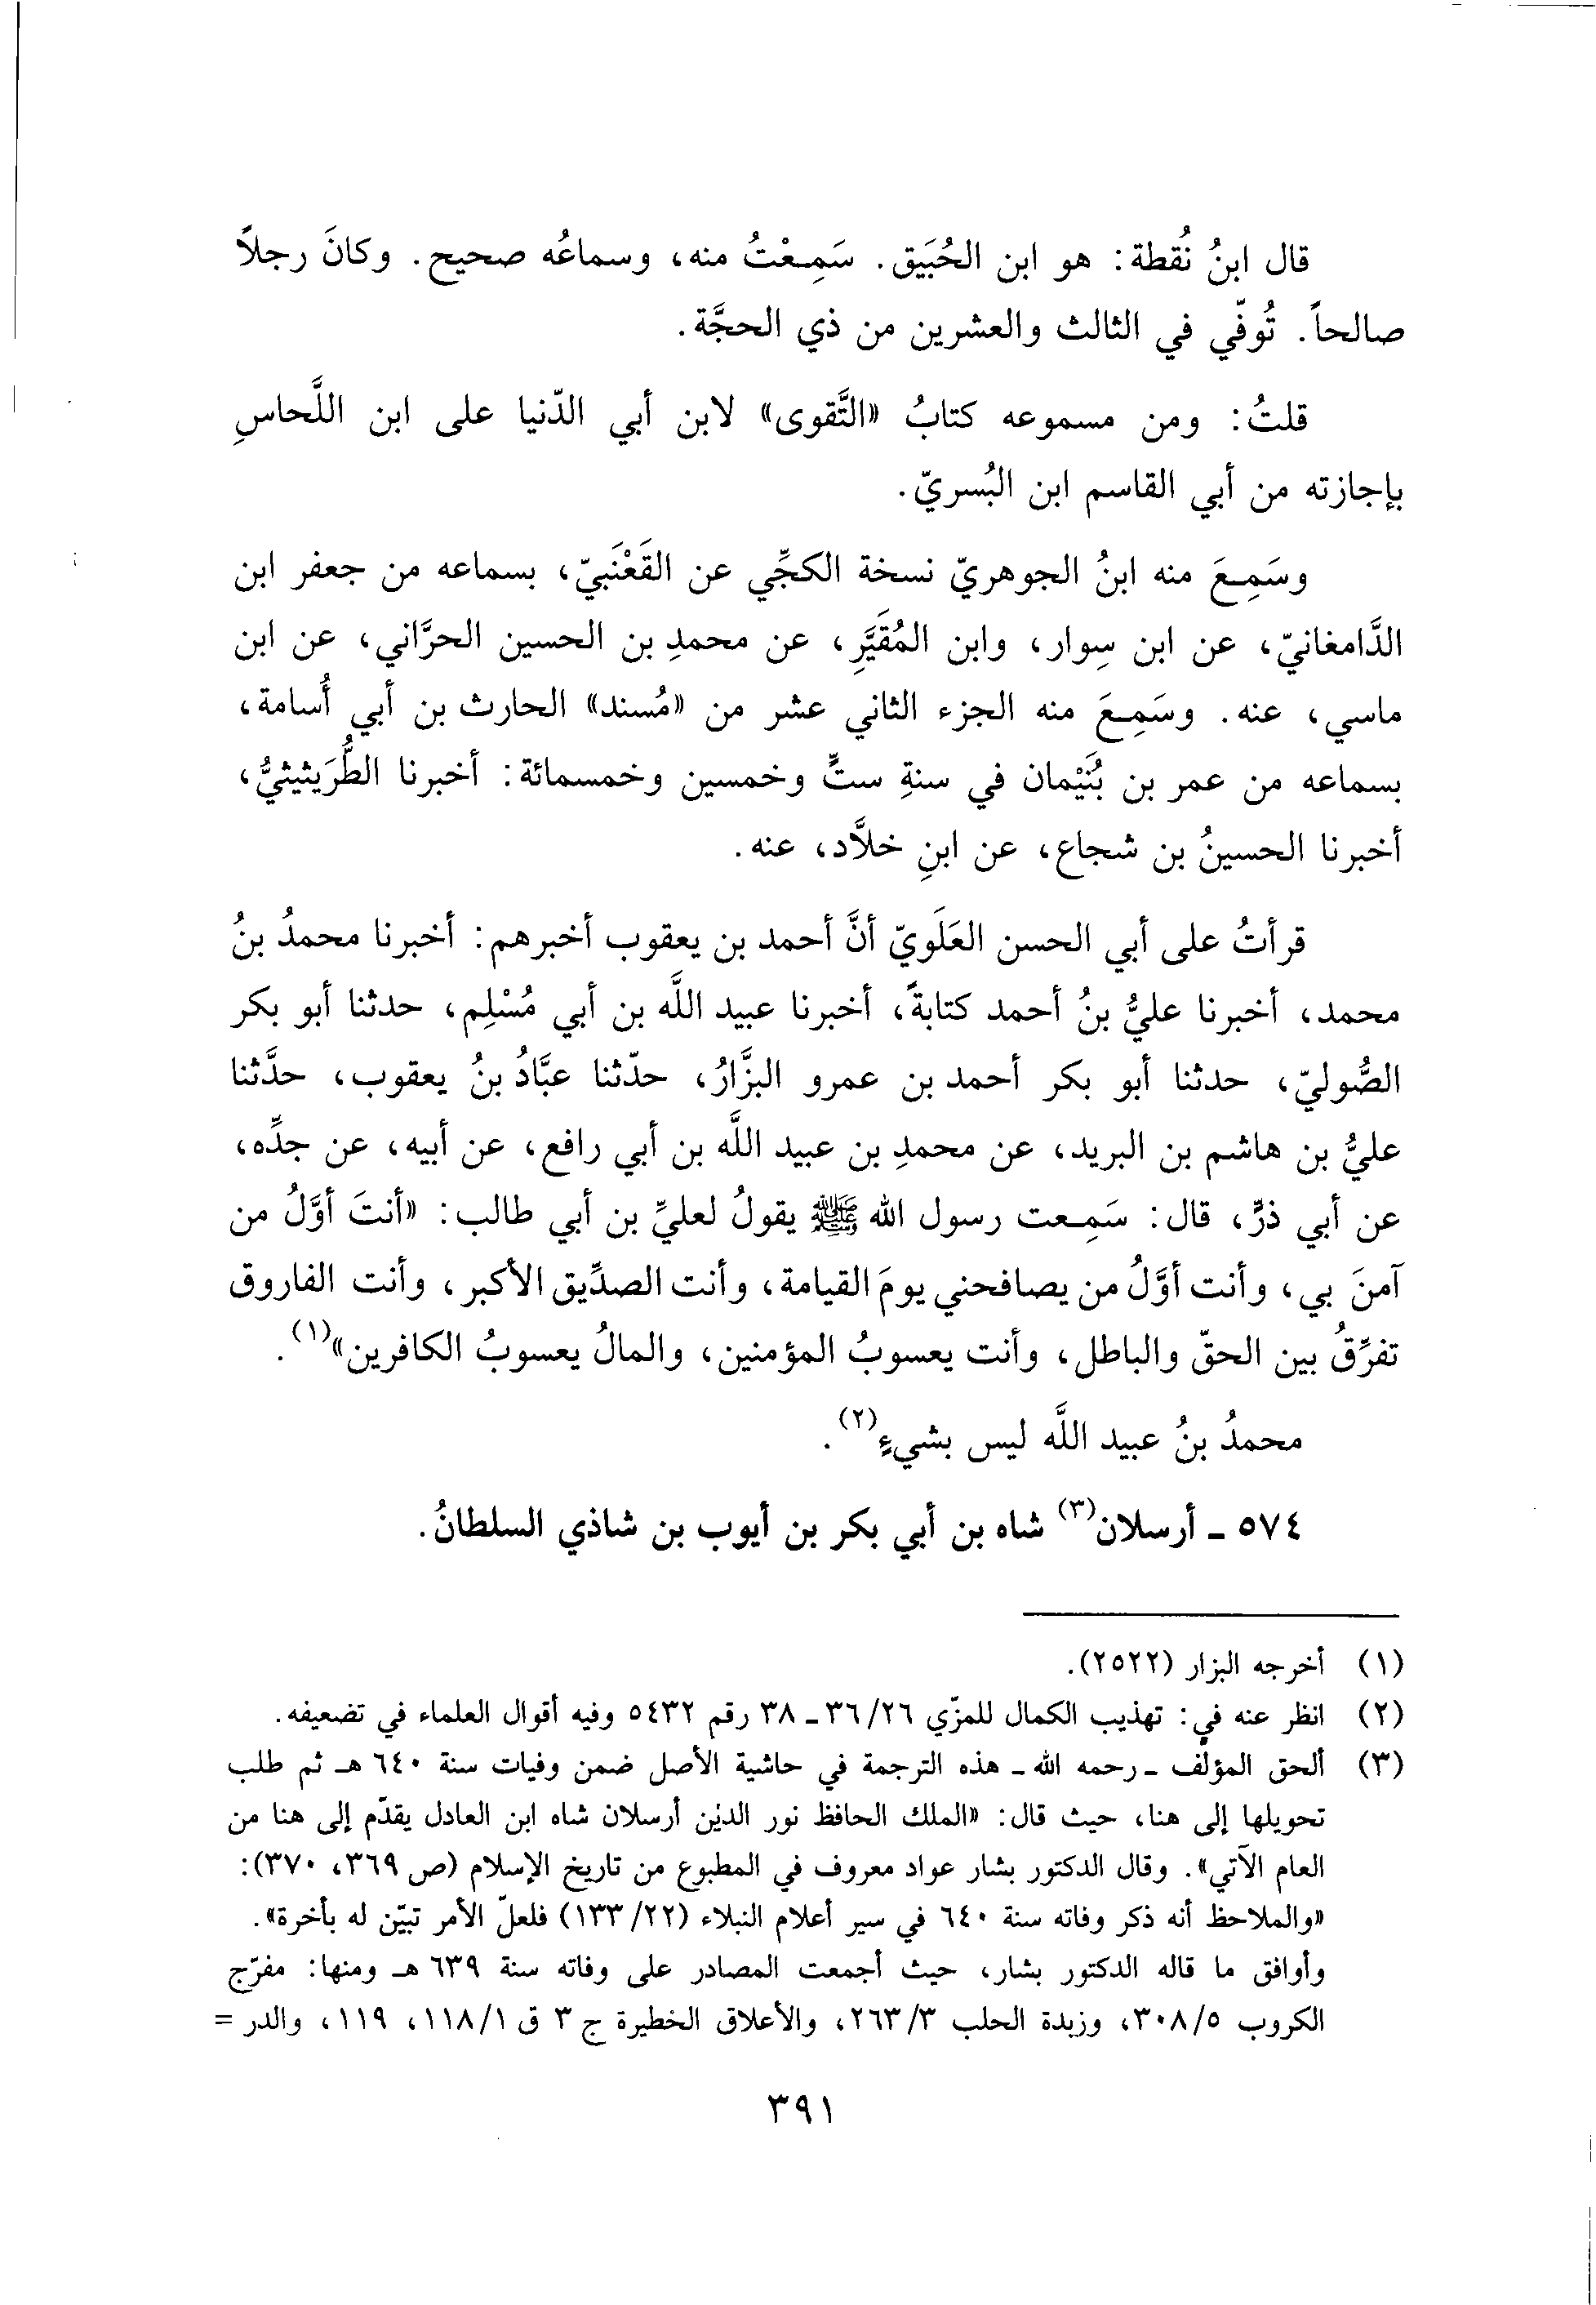 قال ابنُ نُقطة: هو ابن الحُبَيق. سَمِعْتُ منه، وسماعُه صحيح. وكانَ رجلاً
صالحاً. تُوفّي في الثالث والعشرين من ذي الحجَّة.
قلتُ: ومن مسموعه كتابُ «التَّقوى» لابن أبي الدّنيا على ابن اللَّحاسِ
بإجازته من أبي القاسم ابن البُسريّ.
وسَمِعَ منه ابنُ الجوهريّ نسخة الكجِّي عن القَعْنَبيّ، بسماعه من جعفر ابن
الدَّامغانيّ، عن ابن سِوار، وابن المُقَيَّرِ، عن محمدِ بن الحسين الحرَّاني، عن ابن
ماسي، عنه. وسَمِعَ منه الجزء الثاني عشر من «مُسند» الحارث بن أبي أُسامة،
بسماعه من عمر بن بُنَيْمان في سنةِ ستٍّ وخمسين وخمسمائة: أخبرنا الطُّرَيثيثيُّ،
أخبرنا الحسينُ بن شجاع، عن ابنِ خلاَّد، عنه.
قرأتُ على أبي الحسن العَلَويّ أنَّ أحمد بن يعقوب أخبرهم: أخبرنا محمدُ بنُ
محمد، أخبرنا عليُّ بنُ أحمد كتابةً، أخبرنا عبيد اللَّه بن أبي مُسْلِم، حدثنا أبو بكر
الصُّوليّ، حدثنا أبو بكر أحمد بن عمرو البزَّارُ، حدّثنا عبَّادُ بنُ يعقوب، حدَّثنا
عليُّ بن هاشم بن البريد، عن محمدِ بن عبيد اللَّه بن أبي رافع، عن أبيه، عن جدِّه،
عن أبي ذرٍّ، قال: سَمِعت رسول الله ﷺ يقولُ لعليِّ بن أبي طالب: «أنتَ أوَّلُ من
آمنَ بي، وأنت أوَّلُ من يصافحني يومَ القيامة، وأنت الصدِّيق الأكبر، وأنت الفاروق
تفرِّقُ بين الحقّ والباطل، وأنت يعسوبُ المؤمنين، والمالُ يعسوبُ الكافرين»(١).
محمدُ بنُ عبيد اللَّه ليس بشيءٍ(٢).
٥٧٤ ـ أرسلان(٣) شاه بن أبي بكر بن أيوب بن شاذي السلطانُ.
(١) أخرجه البزار (٢٥٢٢).
(٢) انظر عنه في: تهذيب الكمال للمزّي ٢٦/ ٣٦ ـ ٣٨ رقم ٥٤٣٢ وفيه أقوال العلماء في تضعيفه.
(٣) ألحق المؤلف ـ رحمه الله ـ هذه الترجمة في حاشية الأصل ضمن وفيات سنة ٦٤٠ هـ ثم طلب
تحويلها إلى هنا، حيث قال: «الملك الحافظ نور الدين أرسلان شاه ابن العادل يقدّم إلى هنا من
العام الآتي». وقال الدكتور بشار عواد معروف في المطبوع من تاريخ الإسلام (ص ٣٦٩، ٣٧٠):
«والملاحظ أنه ذكر وفاته سنة ٦٤٠ في سير أعلام النبلاء (٢٢/ ١٣٣) فلعلّ الأمر تبيّن له بأخرة».
وأوافق ما قاله الدكتور بشار، حيث أجمعت المصادر على وفاته سنة ٦٣٩ هـ ومنها: مفرّج
الكروب ٥/ ٣٠٨، وزبدة الحلب ٣/ ٢٦٣، والأعلاق الخطيرة ج ٣ ق ١/ ١١٨، ١١٩، والدر =
٣٩١